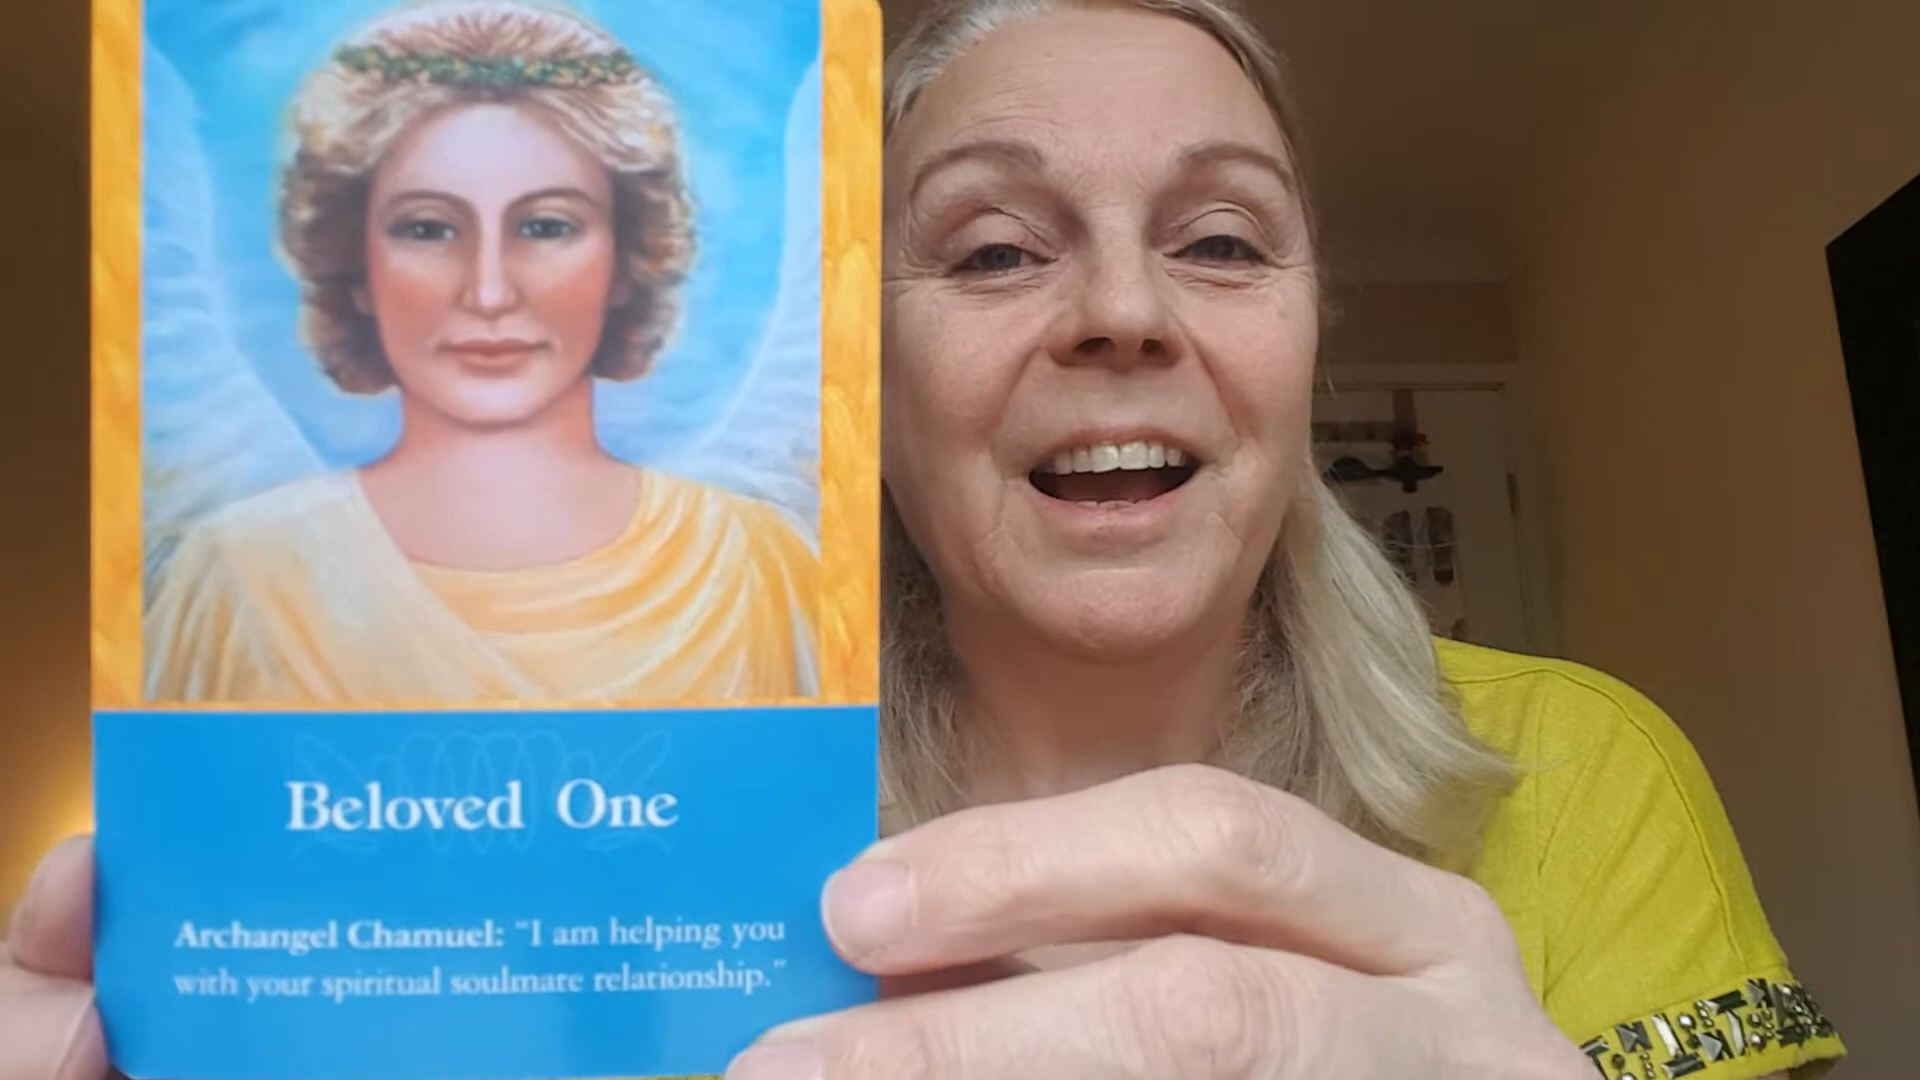 Beloved One
Archangel Chamuel: “I am helping you
with your spiritual soulmate relationship.”